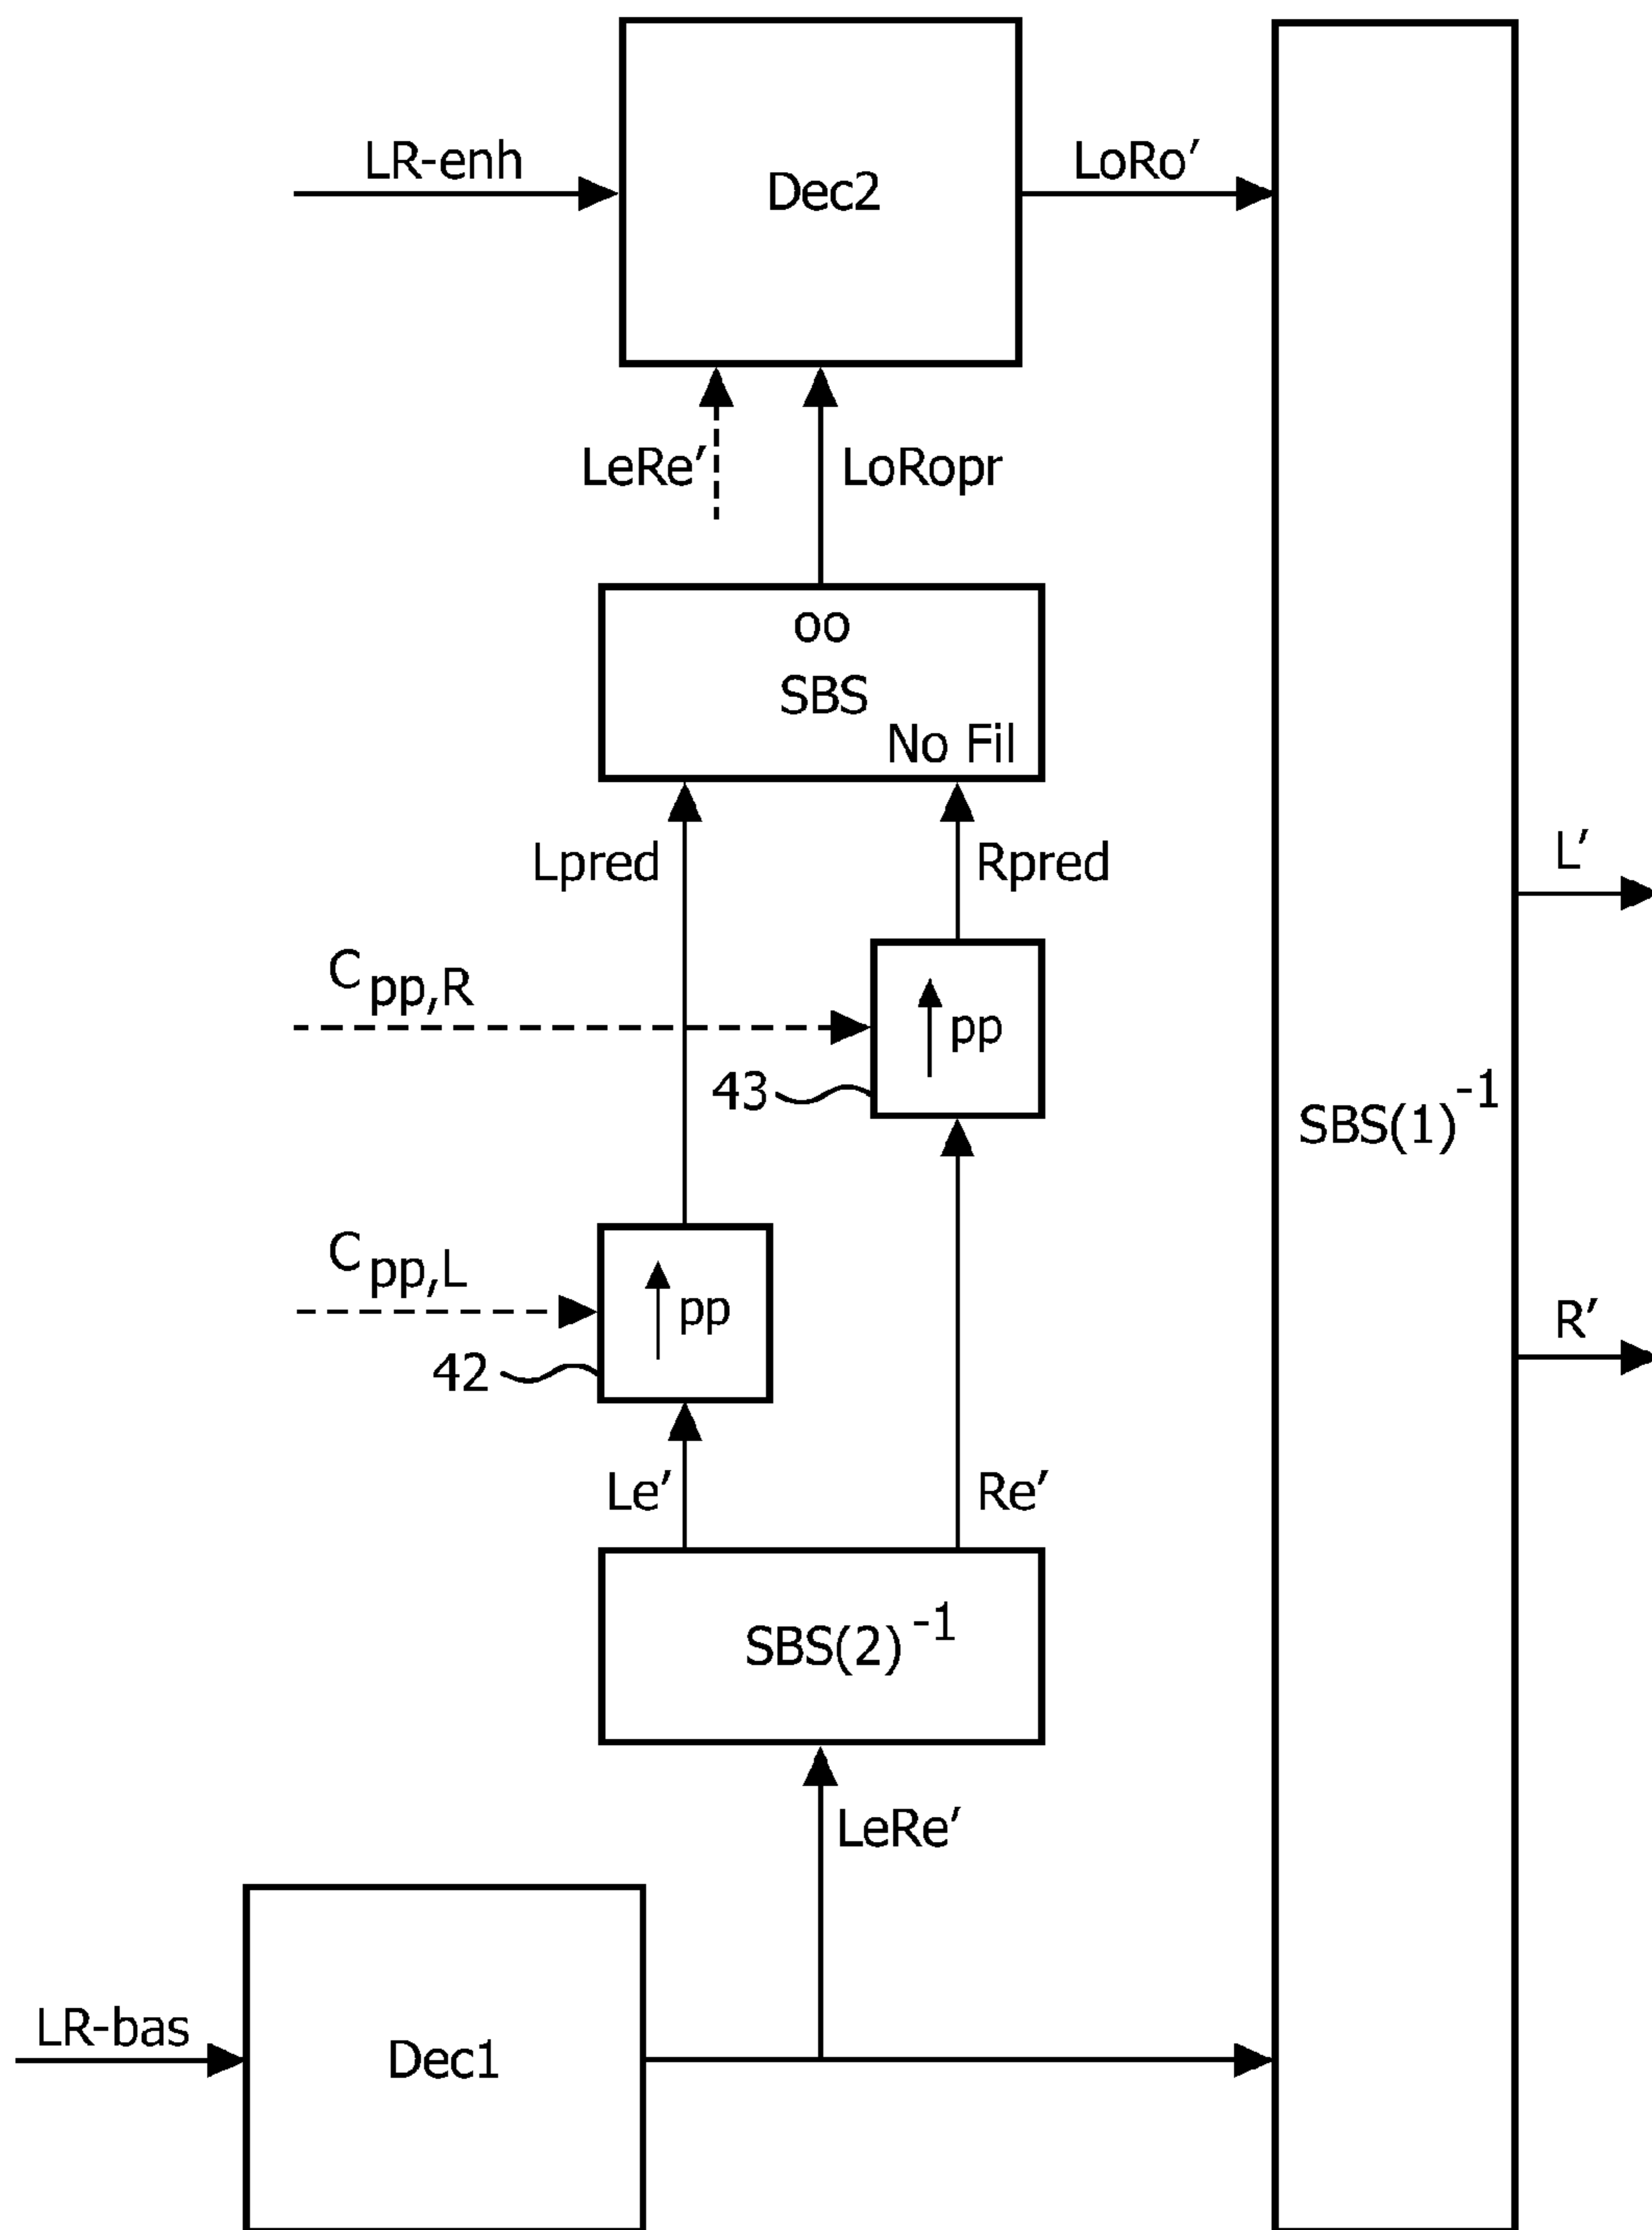 LR-enh
Dec2
LoRo’
LeRe’
LoRopr
oo
SBS
No Fil
Lpred
Rpred
L’
Cpp,R
pp
43
SBS(1)-1
Cpp,L
pp
42
R’
Le’
Re’
SBS(2)-1
LeRe’
LR-bas
Dec1